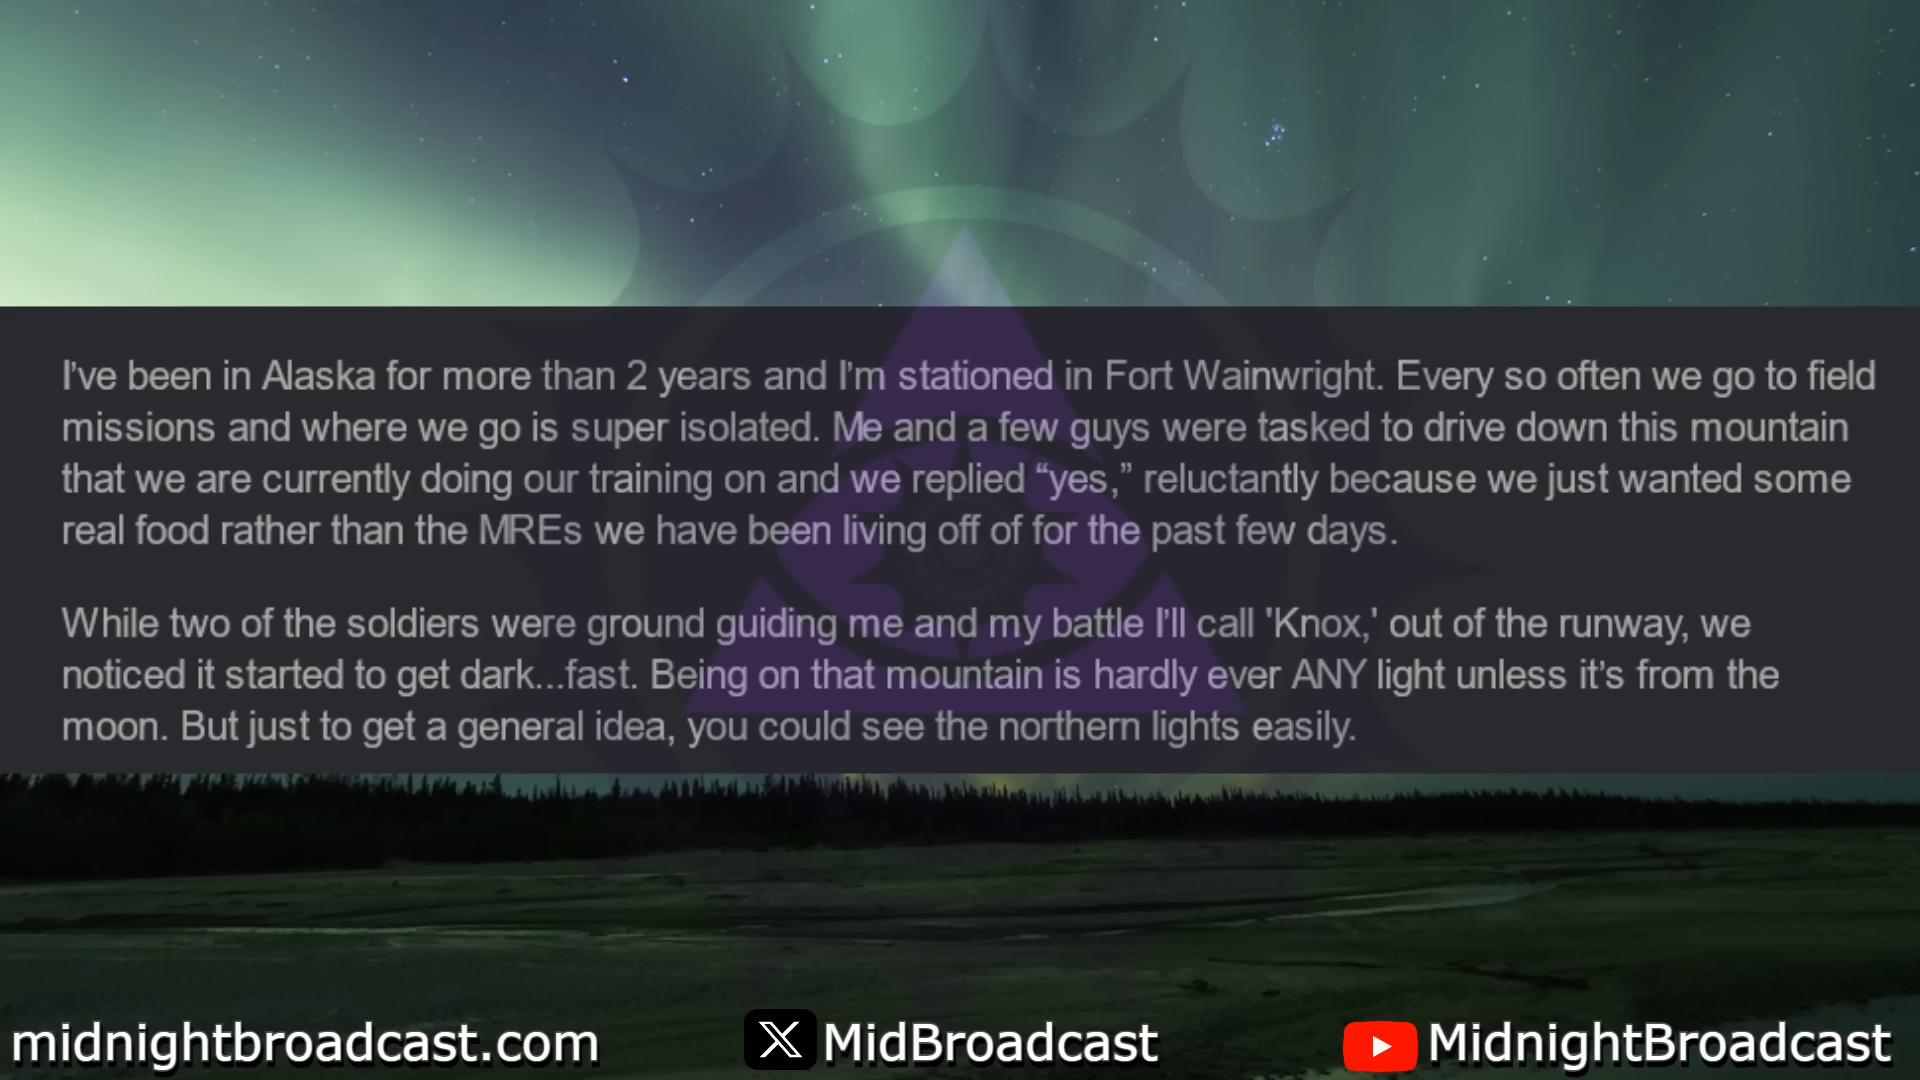 I’ve been in Alaska for more than 2 years and I’m stationed in Fort Wainwright. Every so often we go to field
missions and where we go is super isolated. Me and a few guys were tasked to drive down this mountain
that we are currently doing our training on and we replied “yes,” reluctantly because we just wanted some
real food rather than the MREs we have been living off of for the past few days.
While two of the soldiers were ground guiding me and my battle I’ll call 'Knox,' out of the runway, we
noticed it started to get dark...fast. Being on that mountain is hardly ever ANY light unless it’s from the
moon. But just to get a general idea, you could see the northern lights easily.
midnightbroadcast.com
MidBroadcast
MidnightBroadcast